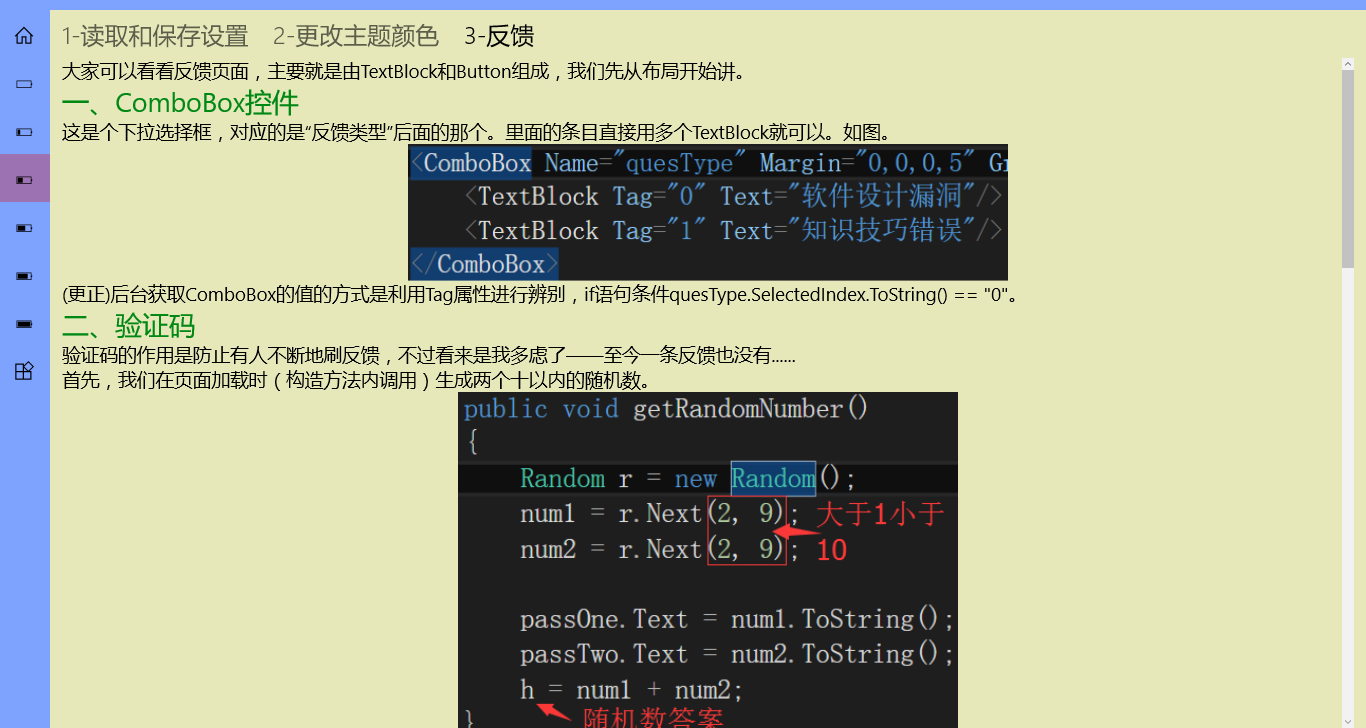 1-读取和保存设置 2-更改主题颜色 3-反馈
大家可以看看反馈页面，主要就是由TextBlock和Button组成，我们先从布局开始讲。
一、ComboBox控件
这是个下拉选择框，对应的是“反馈类型”后面的那个。里面的条目直接用多个TextBlock就可以。如图。
<ComboBox Name="quesType" Margin="0,0,0,5" Gr
<TextBlock Tag="0" Text="软件设计漏洞"/>
<TextBlock Tag="1" Text="知识技巧错误"/>
</ComboBox>
(更正)后台获取ComboBox的值的方式是利用Tag属性进行辨别，if语句条件quesType.SelectedIndex.ToString() == "0"。
二、验证码
验证码的作用是防止有人不断地刷反馈，不过看来是我多虑了——至今一条反馈也没有......
首先，我们在页面加载时（构造方法内调用）生成两个十以内的随机数。
public void getRandomNumber()
{
Random r = new Random();
num1 = r.Next(2, 9); 大于1小于
num2 = r.Next(2, 9); 10
passOne.Text = num1.ToString();
passTwo.Text = num2.ToString();
h = num1 + num2;
} 随机数答案